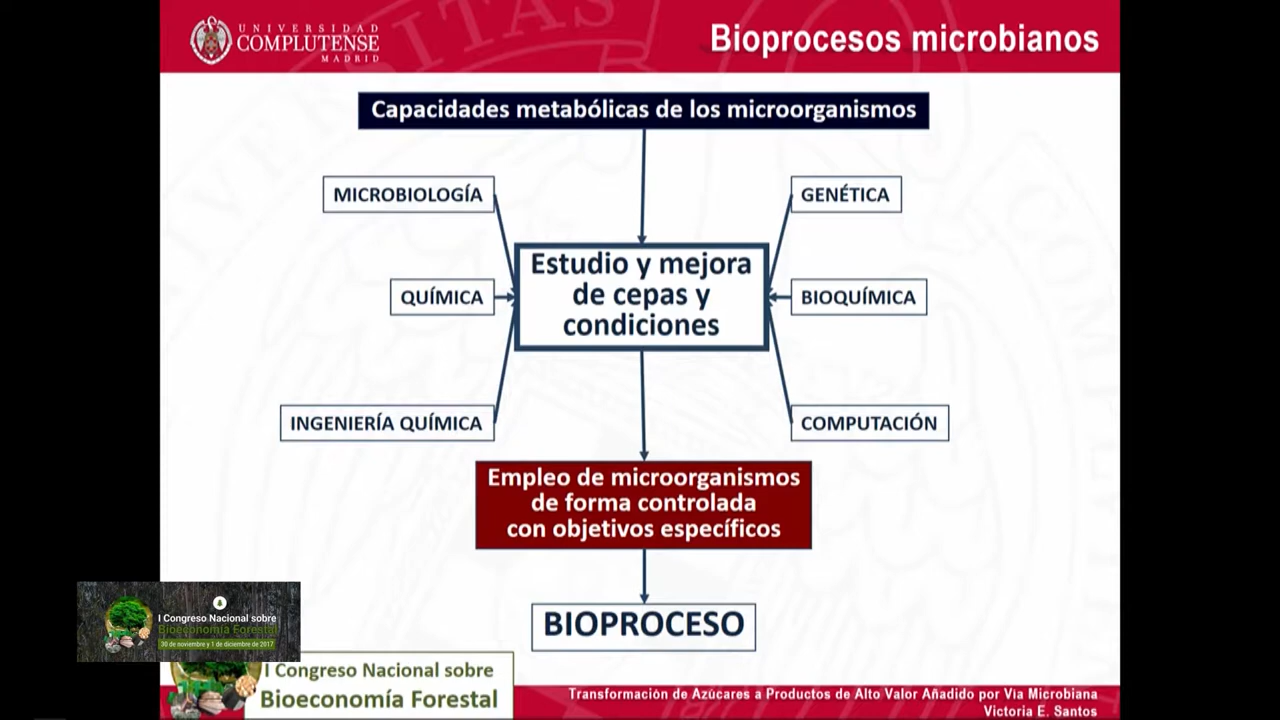 UNIVERSIDAD
COMPLUTENSE
MADRID
Bioprocesos microbianos
Capacidades metabólicas de los microorganismos
MICROBIOLOGÍA
GENÉTICA
Estudio y mejora
de cepas y
condiciones
QUÍMICA
BIOQUÍMICA
INGENIERÍA QUÍMICA
COMPUTACIÓN
Empleo de microorganismos
de forma controlada
con objetivos específicos
BIOPROCESO
I Congreso Nacional sobre
Bioeconomía Forestal
30 de noviembre y 1 de diciembre de 2017
I Congreso Nacional sobre
Bioeconomía Forestal
Transformación de Azúcares a Productos de Alto Valor Añadido por Vía Microbiana
Victoria E. Santos